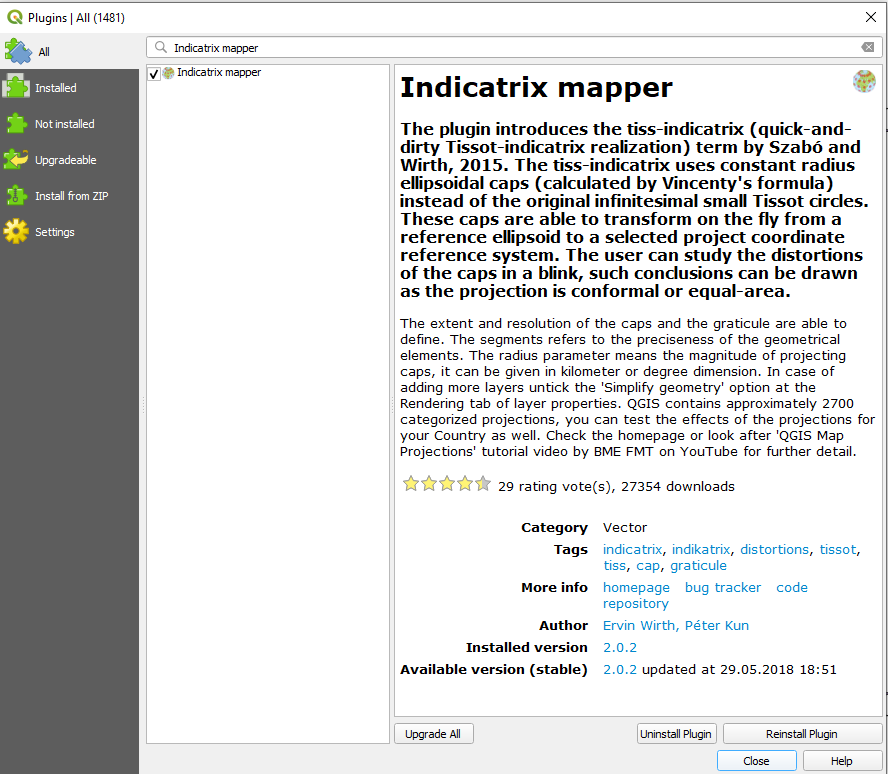 Plugins | All (1481)
All
Installed
Not installed
Upgradeable
Install from ZIP
Settings
Indicatrix mapper
Indicatrix mapper
Indicatrix mapper
The plugin introduces the tiss-indicatrix (quick-and-
dirty Tissot-indicatrix realization) term by Szabó and
Wirth, 2015. The tiss-indicatrix uses constant radius
ellipsoidal caps (calculated by Vincenty's formula)
instead of the original infinitesimal small Tissot circles.
These caps are able to transform on the fly from a
reference ellipsoid to a selected project coordinate
reference system. The user can study the distortions
of the caps in a blink, such conclusions can be drawn
as the projection is conformal or equal-area.
The extent and resolution of the caps and the graticule are able to
define. The segments refers to the preciseness of the geometrical
elements. The radius parameter means the magnitude of projecting
caps, it can be given in kilometer or degree dimension. In case of
adding more layers untick the 'Simplify geometry' option at the
Rendering tab of layer properties. QGIS contains approximately 2700
categorized projections, you can test the effects of the projections for
your Country as well. Check the homepage or look after 'QGIS Map
Projections' tutorial video by BME FMT on YouTube for further detail.
29 rating vote(s), 27354 downloads
Category Vector
Tags indicatrix, indikatrix, distortions, tissot,
tiss, cap, graticule
More info homepage bug tracker code
repository
Author Ervin Wirth, Péter Kun
Installed version 2.0.2
Available version (stable) 2.0.2 updated at 29.05.2018 18:51
Upgrade All Uninstall Plugin Reinstall Plugin
Close Help